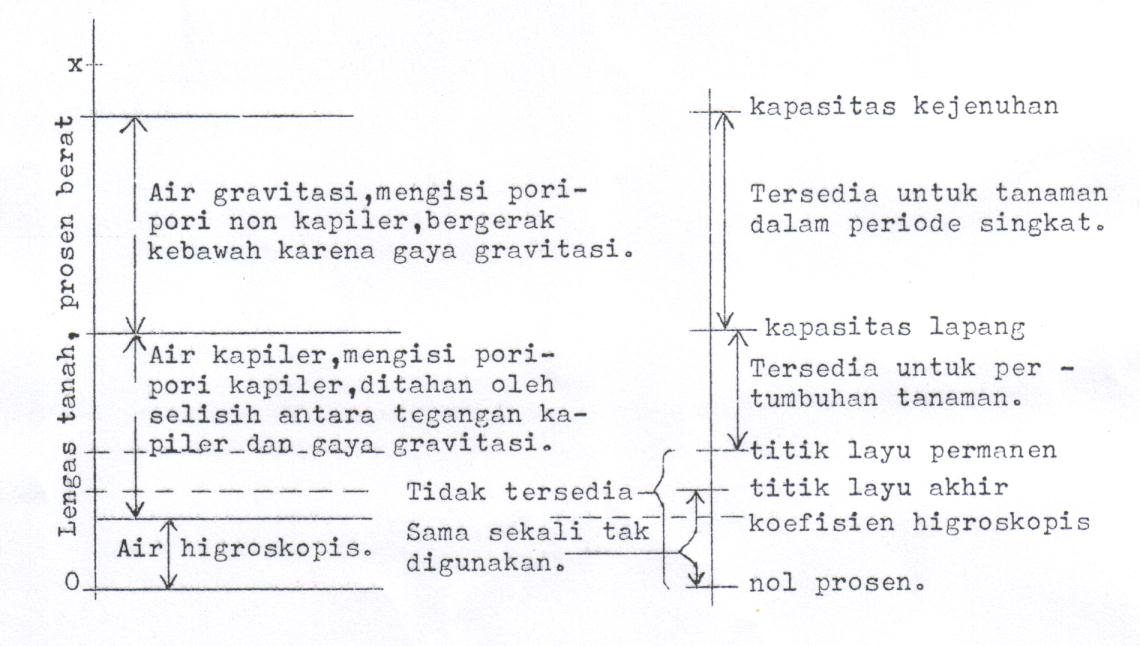 x
Lengas tanah, prosen berat
Air gravitasi,mengisi pori-
pori non kapiler,bergerak
kebawah karena gaya gravitasi.
Air kapiler,mengisi pori-
pori kapiler,ditahan oleh
selisih antara tegangan ka-
piler dan gaya gravitasi.
Air higroskopis.
O
Tidak tersedia
Sama sekali tak
digunakan.
kapasitas kejenuhan
Tersedia untuk tanaman
dalam periode singkat.
kapasitas lapang
Tersedia untuk per -
tumbuhan tanaman.
titik layu permanen
titik layu akhir
koefisien higroskopis
nol prosen.